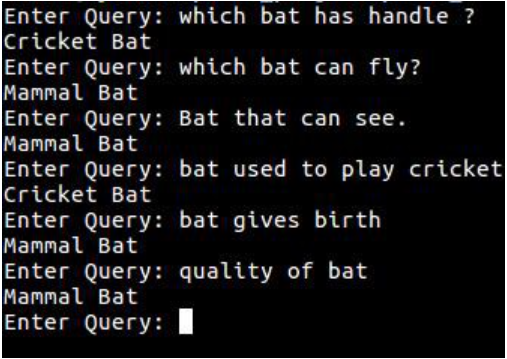 Enter Query: which bat has handle ?
Cricket Bat
Enter Query: which bat can fly?
Mammal Bat
Enter Query: Bat that can see.
Mammal Bat
Enter Query: bat used to play cricket
Cricket Bat
Enter Query: bat gives birth
Mammal Bat
Enter Query: quality of bat
Mammal Bat
Enter Query: